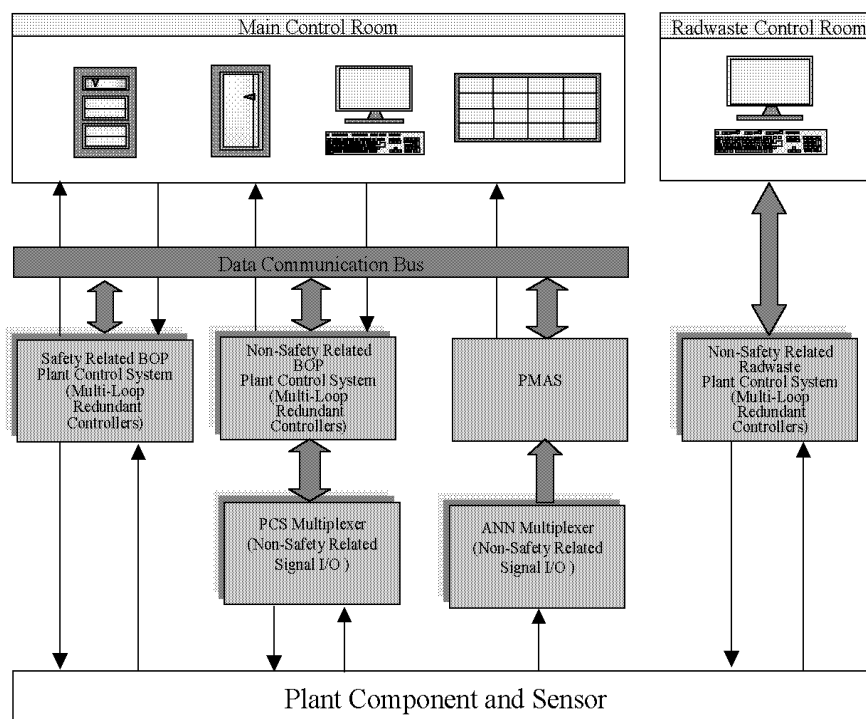 Main Control Room
Radwaste Control Room
Data Communication Bus
Safety Related BOP
Plant Control System
(Multi-Loop
Redundant
Controllers)
Non-Safety Related
BOP
Plant Control System
(Multi-Loop
Redundant
Controllers)
PMAS
Non-Safety Related
Radwaste
Plant Control System
(Multi-Loop
Redundant
Controllers)
PCS Multiplexer
(Non-Safety Related
Signal I/O )
ANN Multiplexer
(Non-Safety Related
Signal I/O )
Plant Component and Sensor